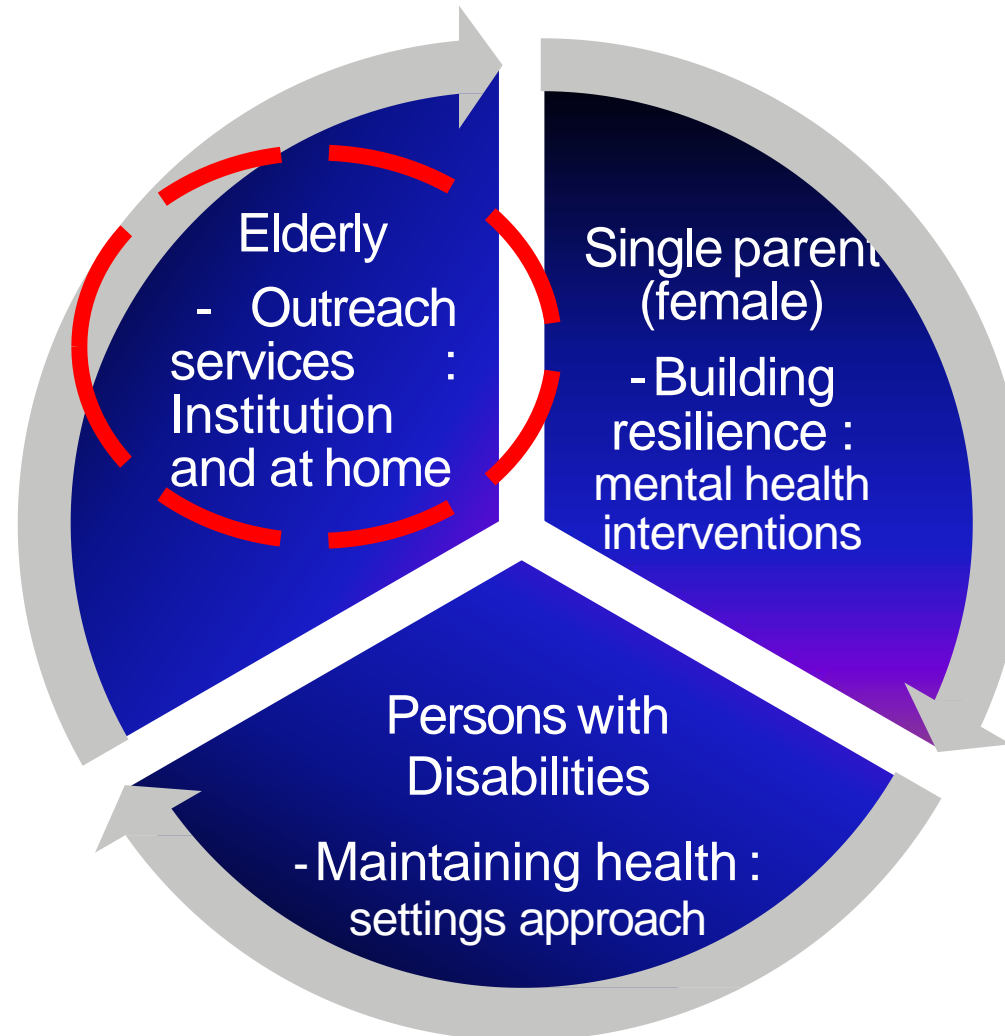 Elderly
- Outreach
services :
Institution
and at home
Single parent
(female)
- Building
resilience :
mental health
interventions
Persons with
Disabilities
- Maintaining health :
settings approach